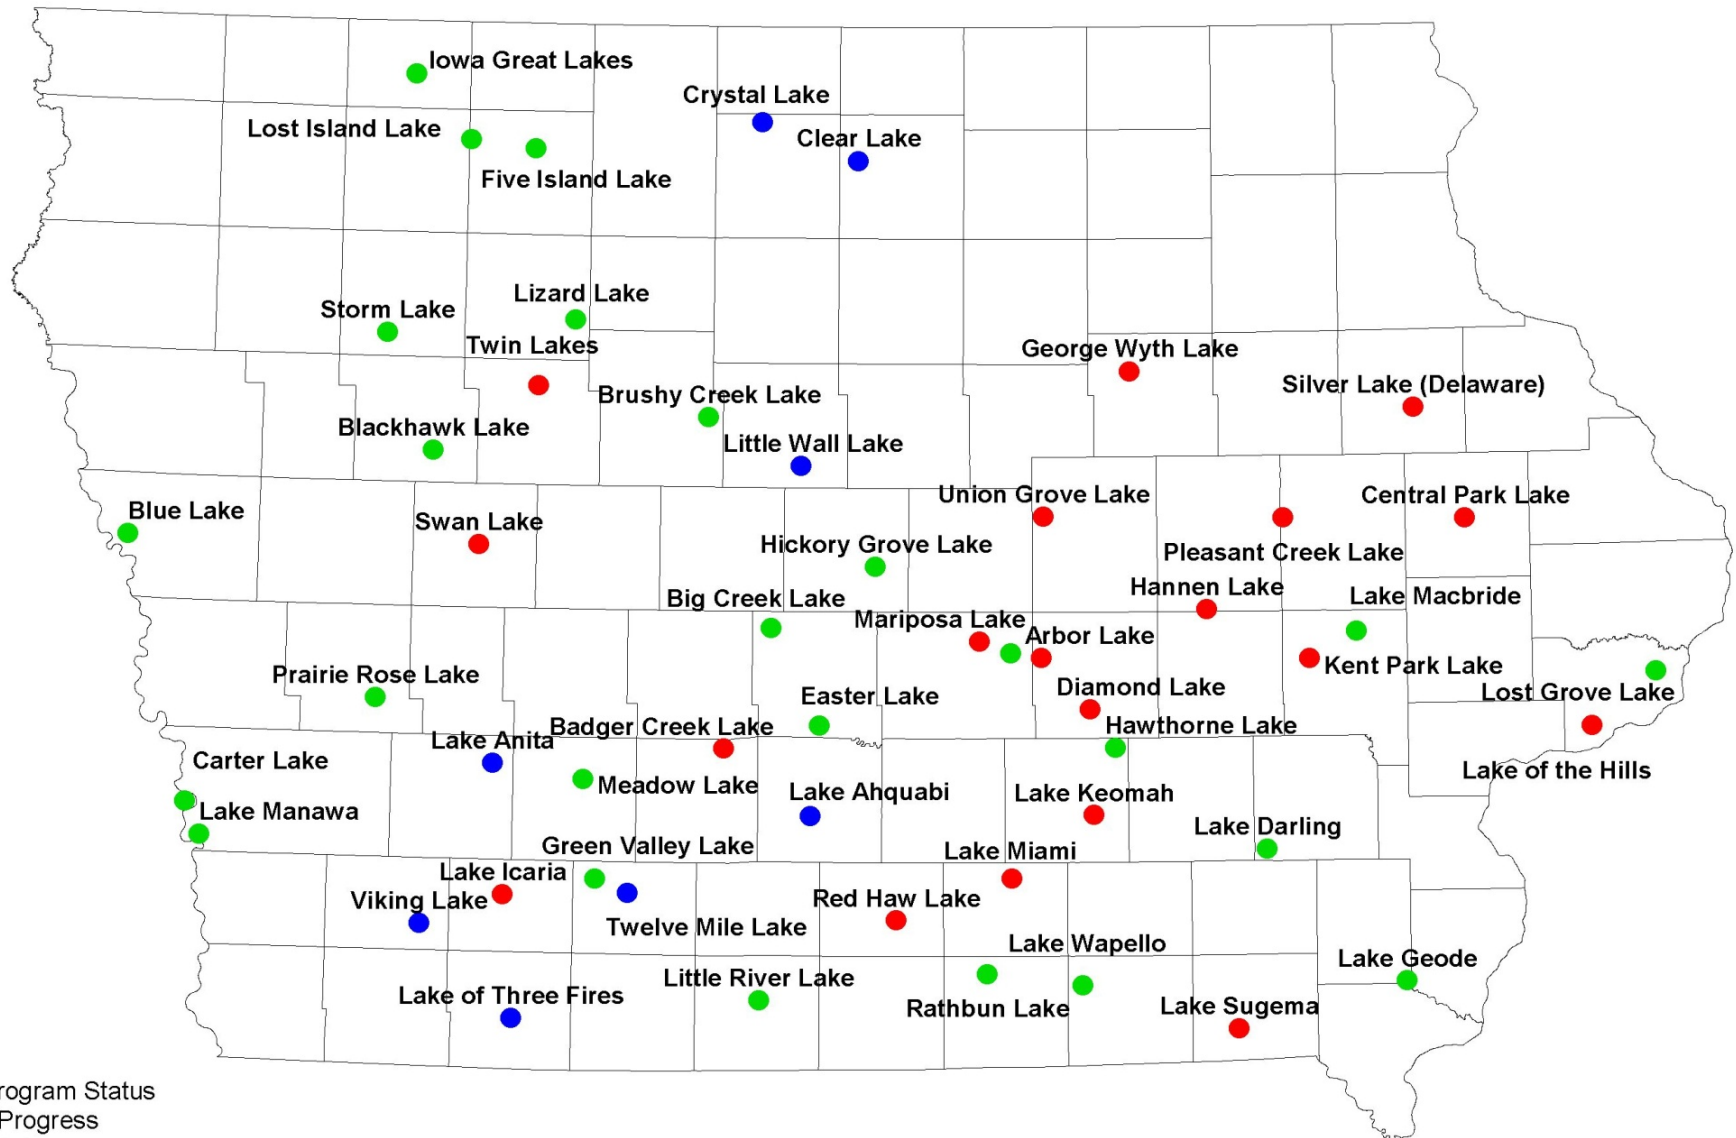 Iowa Great Lakes
Crystal Lake
Lost Island Lake
Clear Lake
Five Island Lake
Lizard Lake
Storm Lake
Twin Lakes
George Wyth Lake
Silver Lake (Delaware)
Brushy Creek Lake
Blackhawk Lake
Little Wall Lake
Union Grove Lake
Central Park Lake
Blue Lake
Swan Lake
Hickory Grove Lake
Pleasant Creek Lake
Hannen Lake
Lake Macbride
Big Creek Lake
Mariposa Lake
Arbor Lake
Kent Park Lake
Prairie Rose Lake
Diamond Lake
Lost Grove Lake
Easter Lake
Hawthorne Lake
Badger Creek Lake
Lake Anita
Carter Lake
Lake of the Hills
Meadow Lake
Lake Ahquabi
Lake Keomah
Lake Manawa
Lake Darling
Green Valley Lake
Lake Miami
Lake Icaria
Viking Lake
Red Haw Lake
Twelve Mile Lake
Lake Wapello
Lake Geode
Little River Lake
Lake of Three Fires
Rathbun Lake
Lake Sugema
rogram Status
Progress